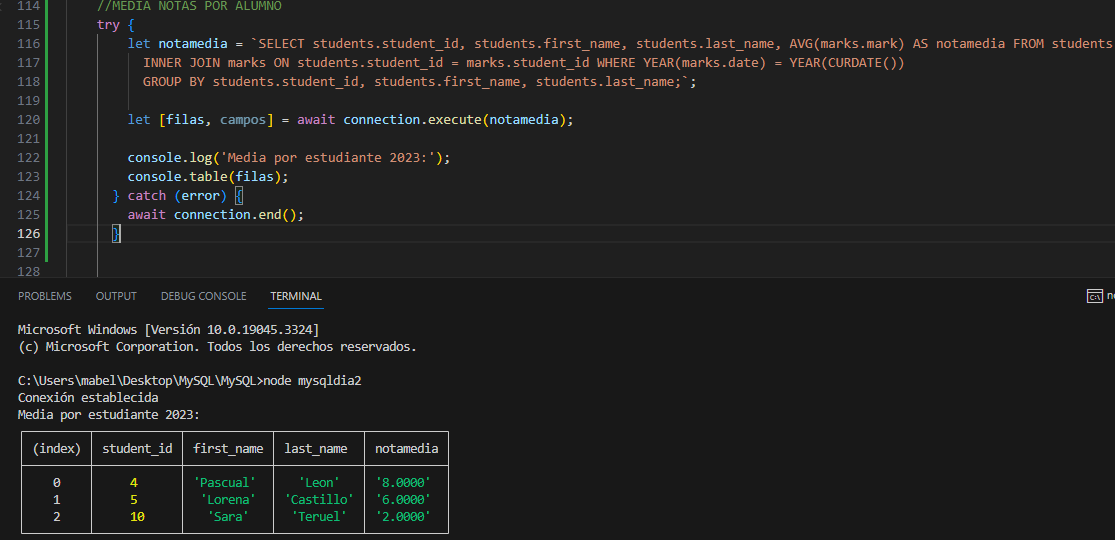 114 //MEDIA NOTAS POR ALUMNO
115 try {
116 let notamedia = `SELECT students.student_id, students.first_name, students.last_name, AVG(marks.mark) AS notamedia FROM students
117 INNER JOIN marks ON students.student_id = marks.student_id WHERE YEAR(marks.date) = YEAR(CURDATE())
118 GROUP BY students.student_id, students.first_name, students.last_name;`;
119
120 let [filas, campos] = await connection.execute(notamedia);
121
122 console.log('Media por estudiante 2023:');
123 console.table(filas);
124 } catch (error) {
125 await connection.end();
126 }
127
128
PROBLEMS OUTPUT DEBUG CONSOLE TERMINAL
Microsoft Windows [Versión 10.0.19045.3324]
(c) Microsoft Corporation. Todos los derechos reservados.
C:\Users\mabel\Desktop\MySQL\MySQL>node mysqldia2
Conexión establecida
Media por estudiante 2023:
(index) student_id first_name last_name notamedia
0 4 'Pascual' 'Leon' '8.0000'
1 5 'Lorena' 'Castillo' '6.0000'
2 10 'Sara' 'Teruel' '2.0000'